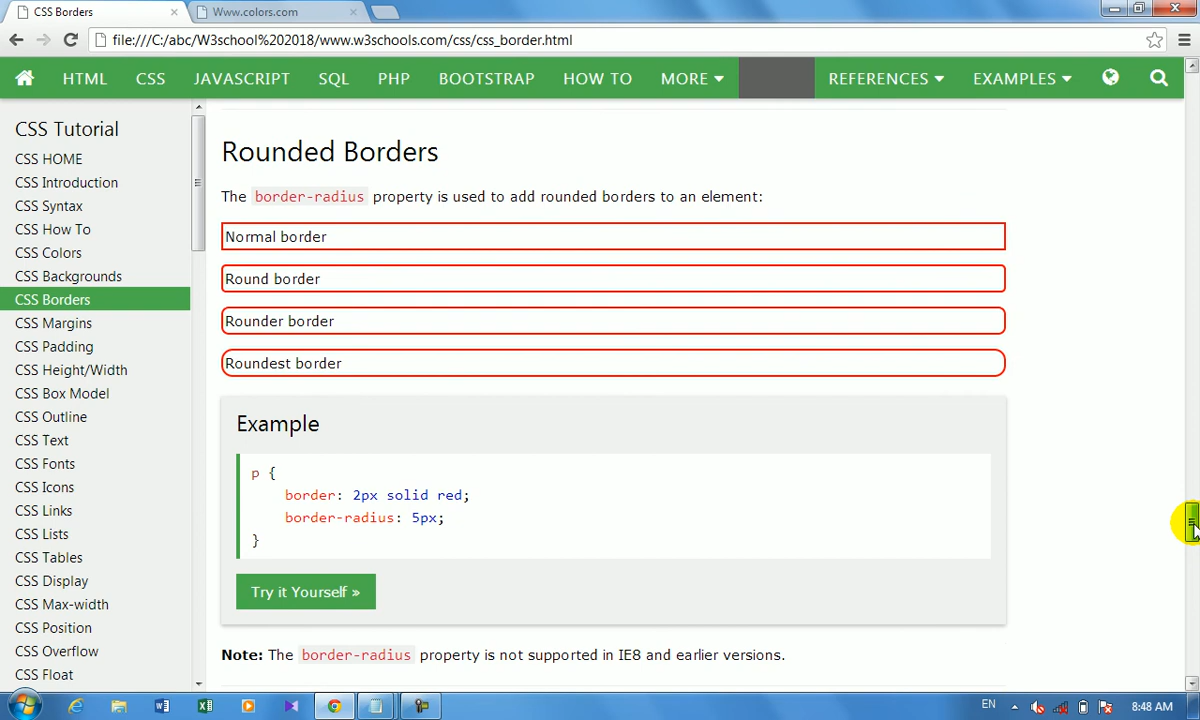 CSS Borders
Www.colors.com
file:///C:/abc/W3school%202018/www.w3schools.com/css/css_border.html
HTML CSS JAVASCRIPT SQL PHP BOOTSTRAP HOW TO MORE REFERENCES EXAMPLES
CSS Tutorial
CSS HOME
CSS Introduction
CSS Syntax
CSS How To
CSS Colors
CSS Backgrounds
CSS Borders
CSS Margins
CSS Padding
CSS Height/Width
CSS Box Model
CSS Outline
CSS Text
CSS Fonts
CSS Icons
CSS Links
CSS Lists
CSS Tables
CSS Display
CSS Max-width
CSS Position
CSS Overflow
CSS Float
Rounded Borders
The border-radius property is used to add rounded borders to an element:
Normal border
Round border
Rounder border
Roundest border
Example
p {
border: 2px solid red;
border-radius: 5px;
}
Try it Yourself »
Note: The border-radius property is not supported in IE8 and earlier versions.
EN
8:48 AM